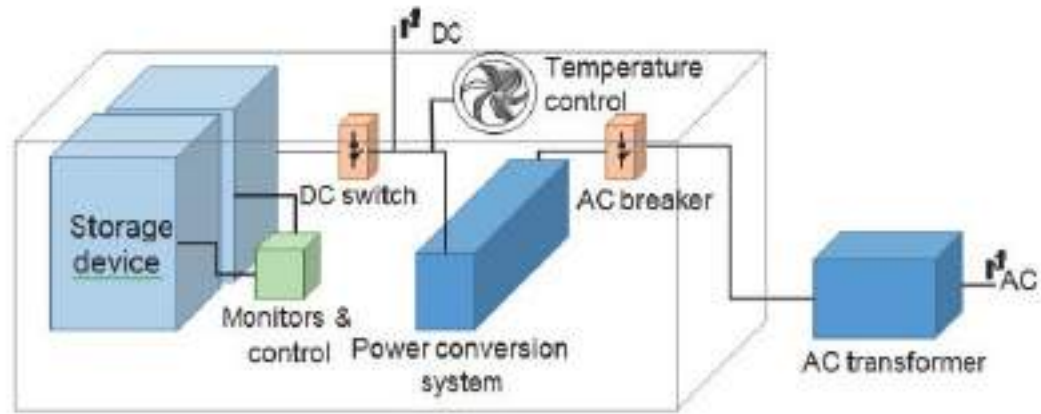 DC
Temperature
control
DC switch
AC breaker
Storage
device
Monitors &
control
Power conversion
system
AC
AC transformer